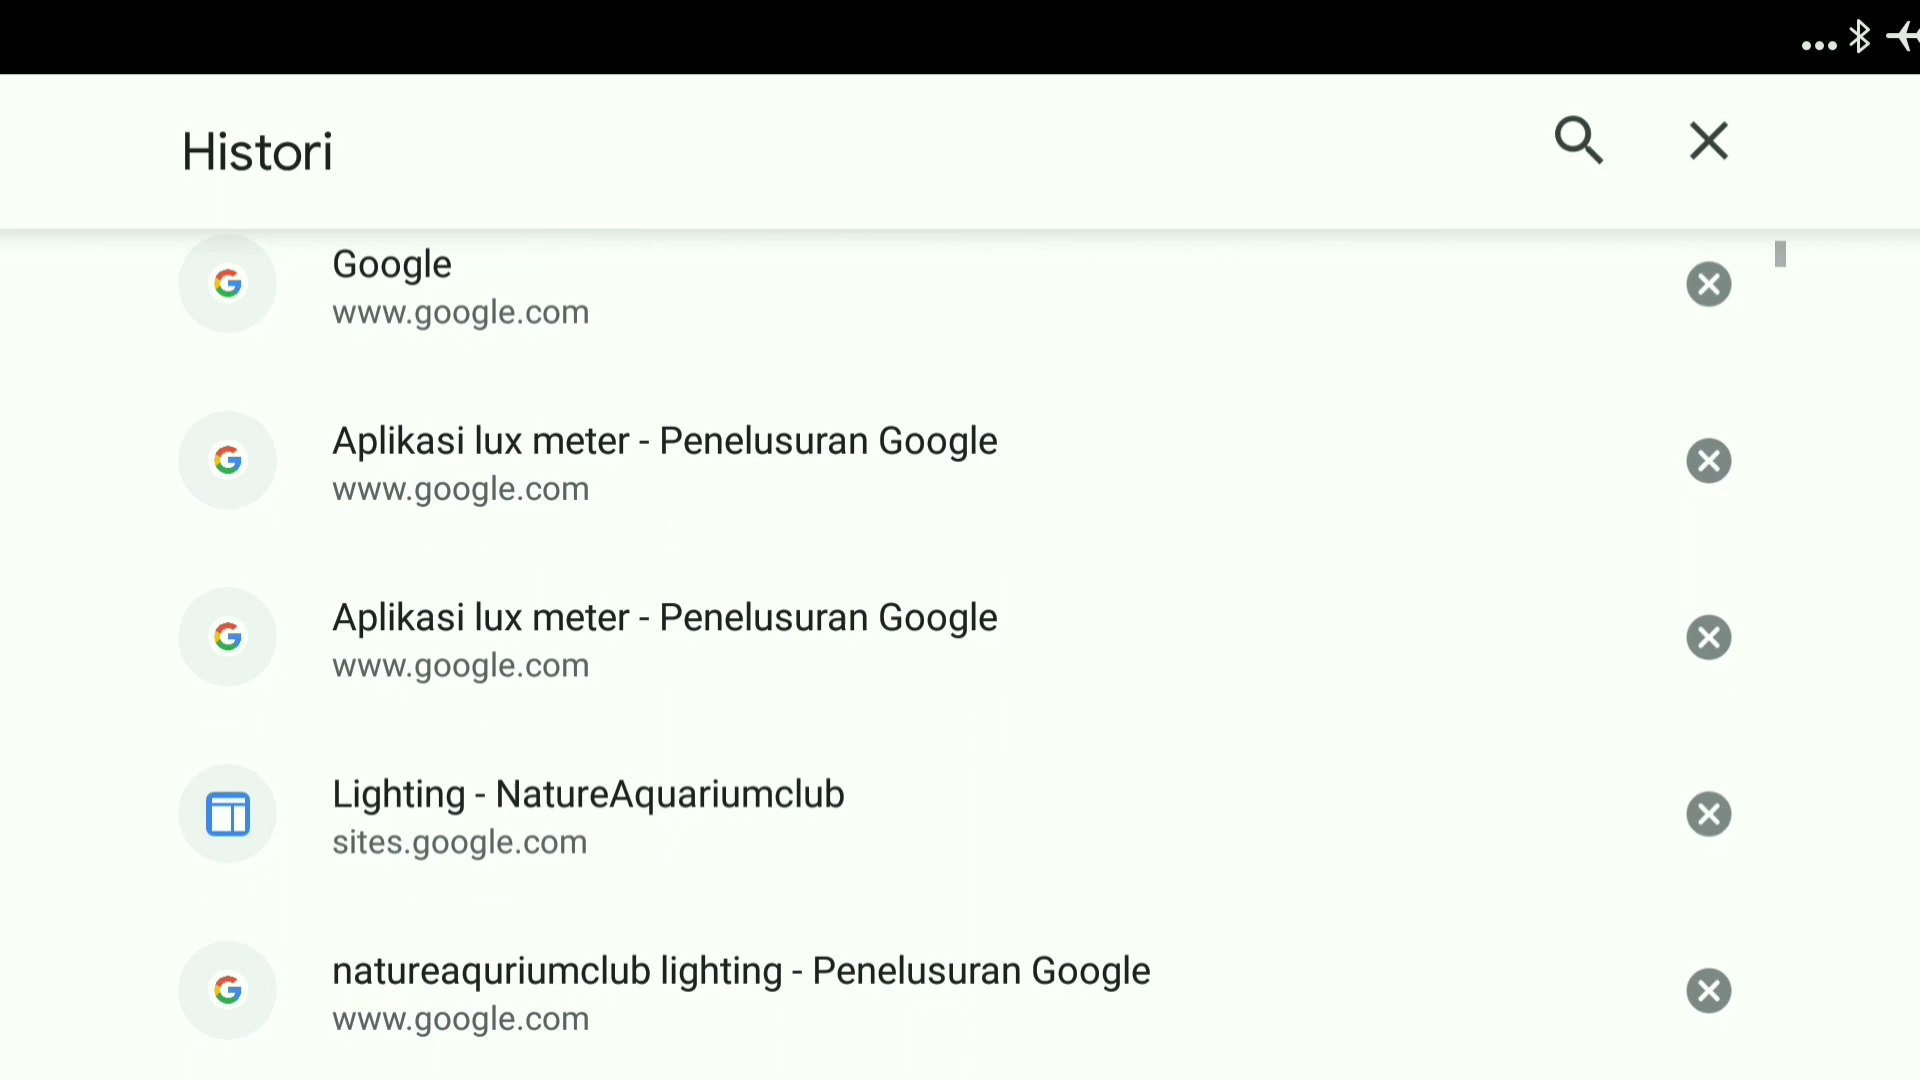 Histori
Google
www.google.com
Aplikasi lux meter - Penelusuran Google
www.google.com
Aplikasi lux meter - Penelusuran Google
www.google.com
Lighting - NatureAquariumclub
sites.google.com
natureaquriumclub lighting - Penelusuran Google
www.google.com